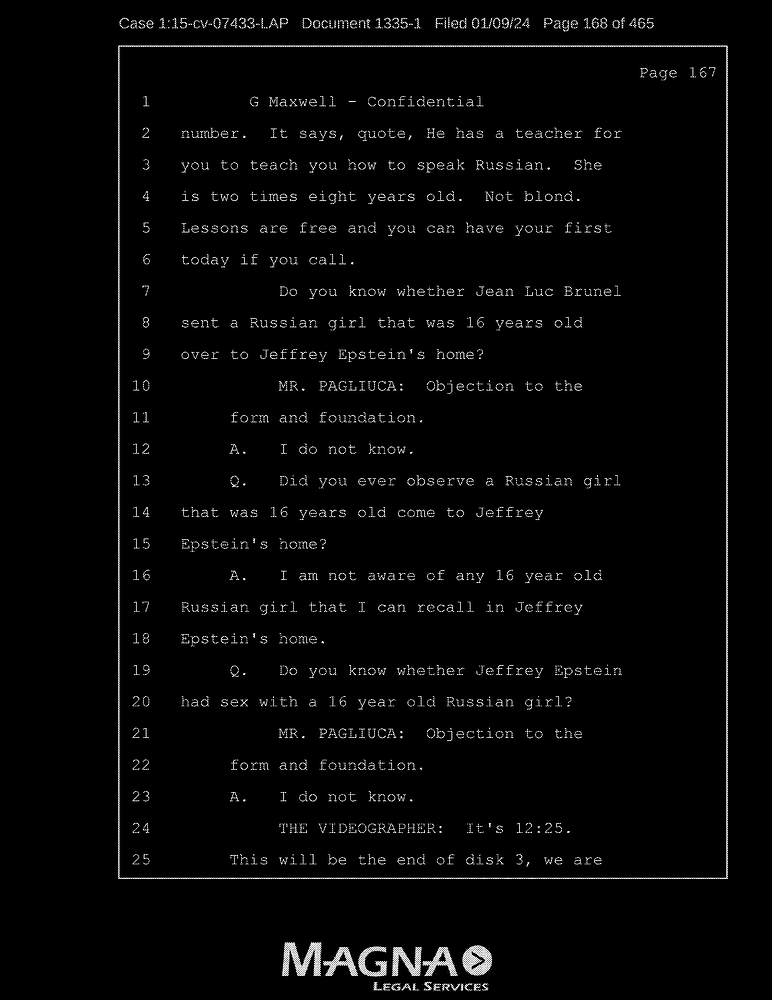 Case 1:15-cv-07433-LAP Document 1335-1 Filed 01/09/24 Page 168 of 465
Page 167
1 G Maxwell - Confidential
2 number. It says, quote, He has a teacher for
3 you to teach you how to speak Russian. She
4 is two times eight years old. Not blond.
5 Lessons are free and you can have your first
6 today if you call.
7 Do you know whether Jean Luc Brunel
8 sent a Russian girl that was 16 years old
9 over to Jeffrey Epstein's home?
10 MR. PAGLIUCA: Objection to the
11 form and foundation.
12 A. I do not know.
13 Q. Did you ever observe a Russian girl
14 that was 16 years old come to Jeffrey
15 Epstein's home?
16 A. I am not aware of any 16 year old
17 Russian girl that I can recall in Jeffrey
18 Epstein's home.
19 Q. Do you know whether Jeffrey Epstein
20 had sex with a 16 year old Russian girl?
21 MR. PAGLIUCA: Objection to the
22 form and foundation.
23 A. I do not know.
24 THE VIDEOGRAPHER: It's 12:25.
25 This will be the end of disk 3, we are
MAGNA
LEGAL SERVICES